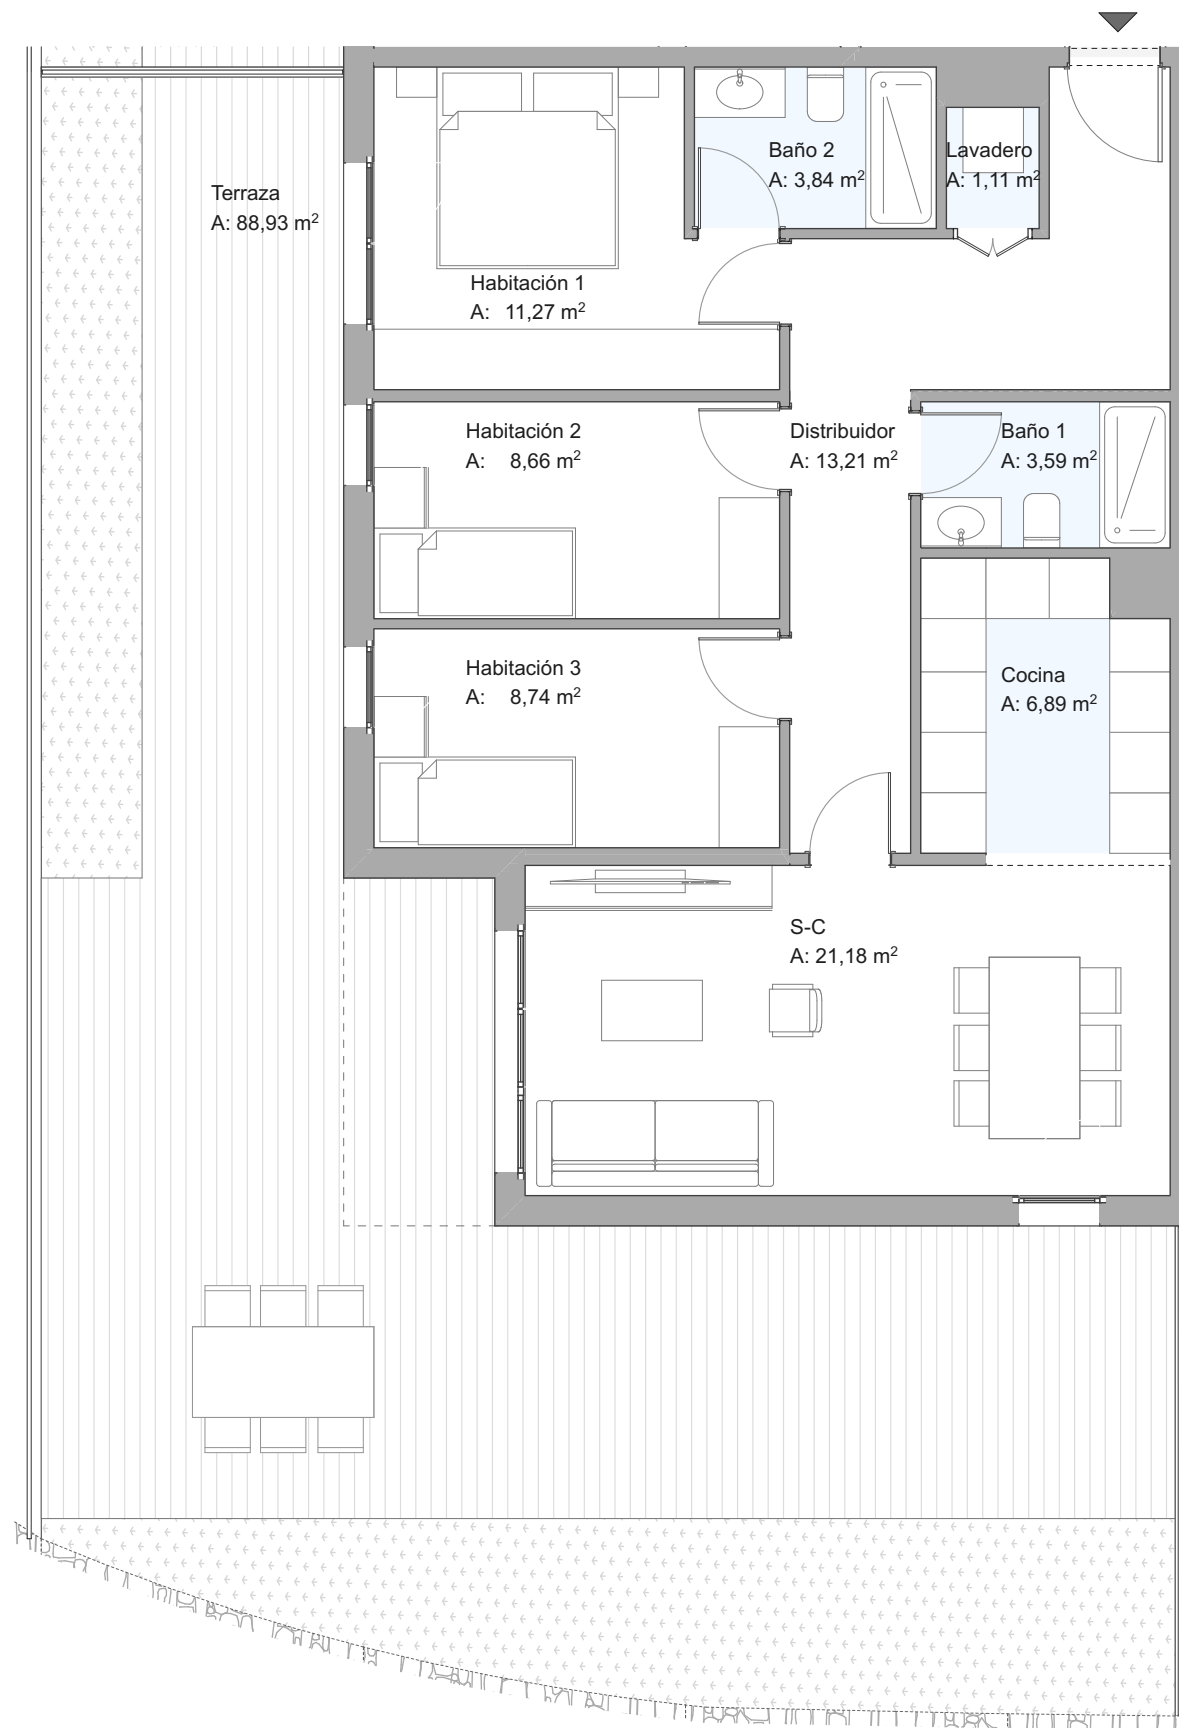 Terraza
A: 88,93 m²
Habitación 1
A: 11,27 m²
Baño 2
A: 3,84 m²
Lavadero
A: 1,11 m²
Habitación 2
A: 8,66 m²
Distribuidor
A: 13,21 m²
Baño 1
A: 3,59 m²
Habitación 3
A: 8,74 m²
Cocina
A: 6,89 m²
S-C
A: 21,18 m²